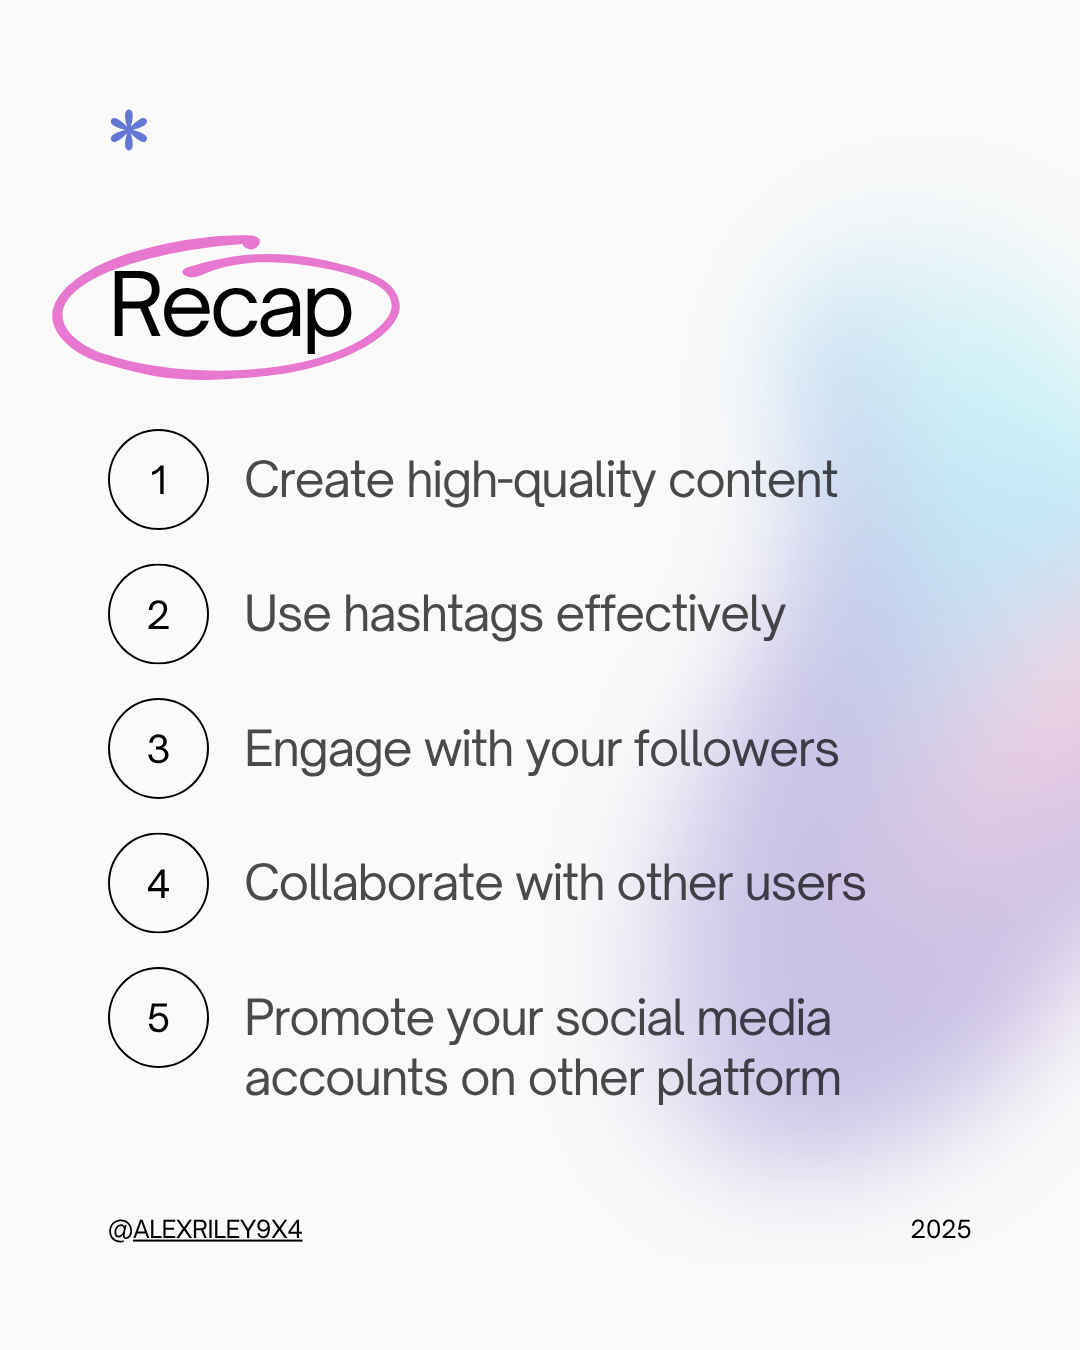 Recap
1 Create high-quality content
2 Use hashtags effectively
3 Engage with your followers
4 Collaborate with other users
5 Promote your social media
accounts on other platform
@ALEXRILEY9X4
2025